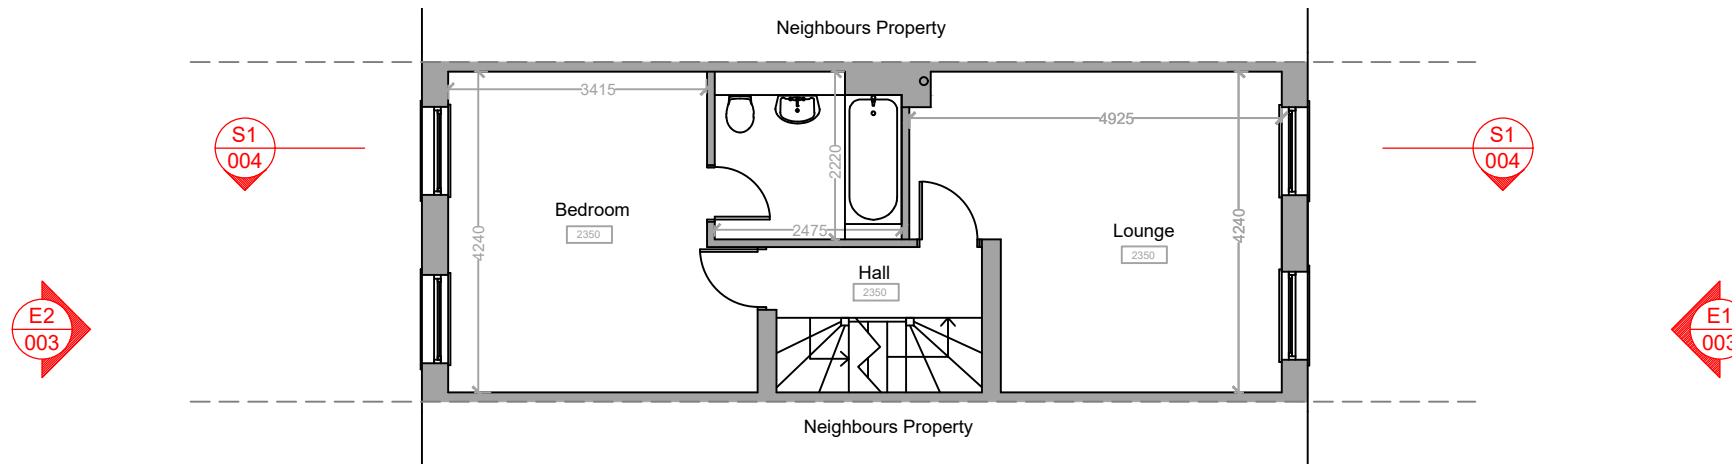 Neighbours Property
3415
4925
S1
004
S1
004
2220
Bedroom
2350
4240
2475
Lounge
2350
4240
Hall
2350
E2
003
E1
003
Neighbours Property